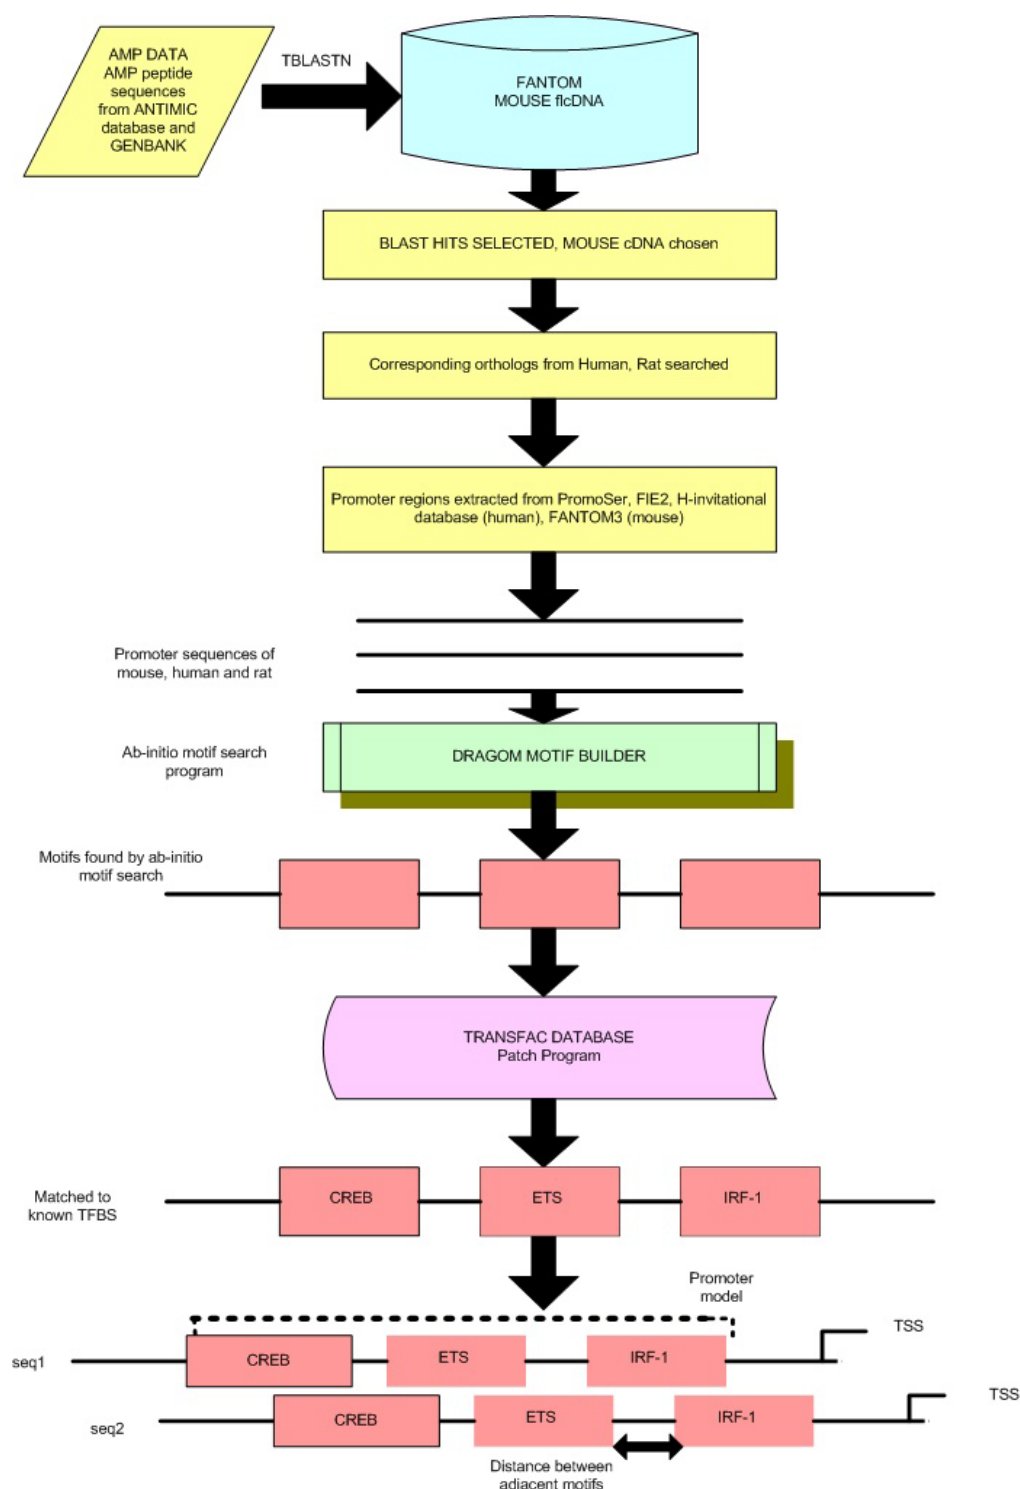 AMP DATA
AMP peptide
sequences
from ANTIMIC
database and
GENBANK
TBLASTN
FANTOM
MOUSE flcDNA
BLAST HITS SELECTED, MOUSE cDNA chosen
Corresponding orthologs from Human, Rat searched
Promoter regions extracted from PromoSer, FIE2, H-invitational
database (human), FANTOM3 (mouse)
Promoter sequences of
mouse, human and rat
Ab-initio motif search
program
DRAGOM MOTIF BUILDER
Motifs found by ab-initio
motif search
TRANSFAC DATABASE
Patch Program
Matched to
known TFBS
CREB
ETS
IRF-1
Promoter
model
seq1
CREB
ETS
IRF-1
TSS
seq2
CREB
ETS
IRF-1
TSS
Distance between
adjacent motifs